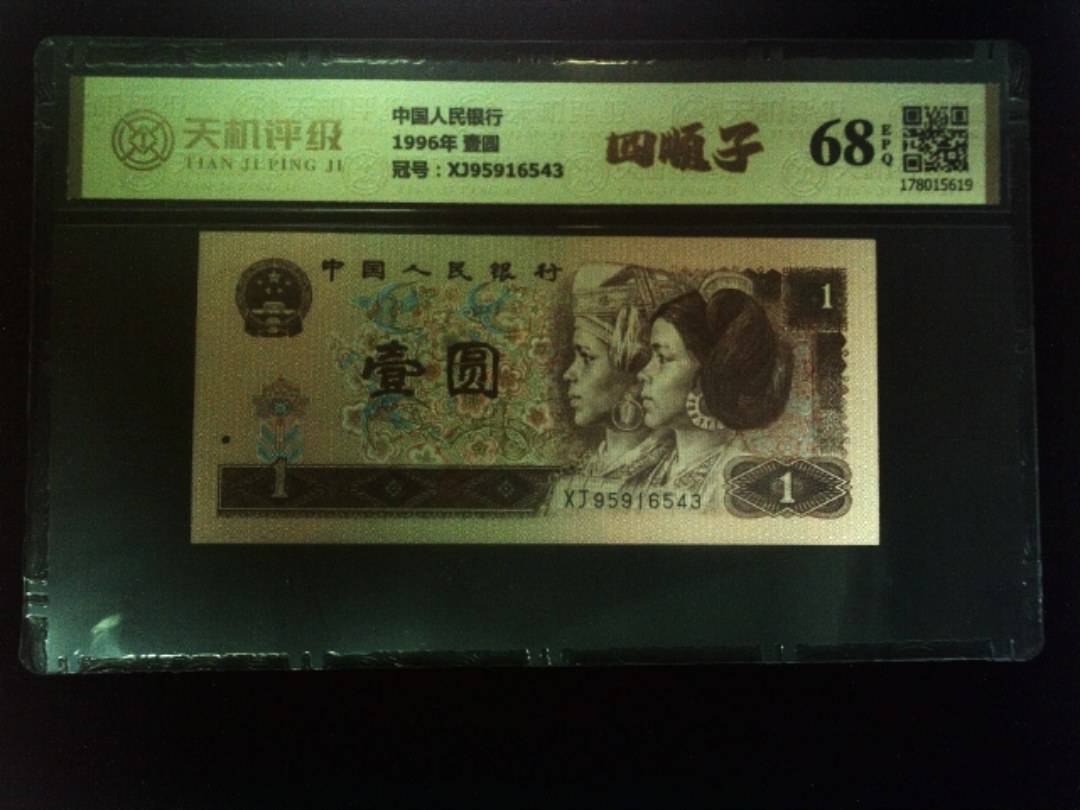 天机评级
TIAN JI PING JI
中国人民银行
1996年 壹圆
冠号：XJ95916543
四順子
68
EPQ
178015619
中国人民银行
1
壹圆
1
XJ95916543
1